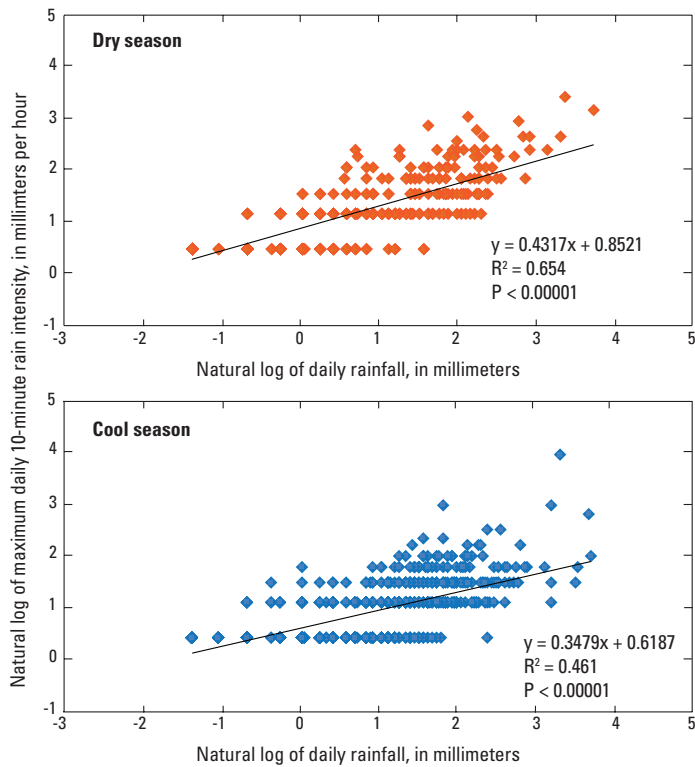 Natural log of maximum daily 10-minute rain intensity, in millimters per hour
5
4
3
2
1
0
-1
Dry season
y = 0.4317x + 0.8521
R² = 0.654
P < 0.00001
-3 -2 -1 0 1 2 3 4 5
Natural log of daily rainfall, in millimeters
5
4
3
2
1
0
-1
Cool season
y = 0.3479x + 0.6187
R² = 0.461
P < 0.00001
-3 -2 -1 0 1 2 3 4 5
Natural log of daily rainfall, in millimeters